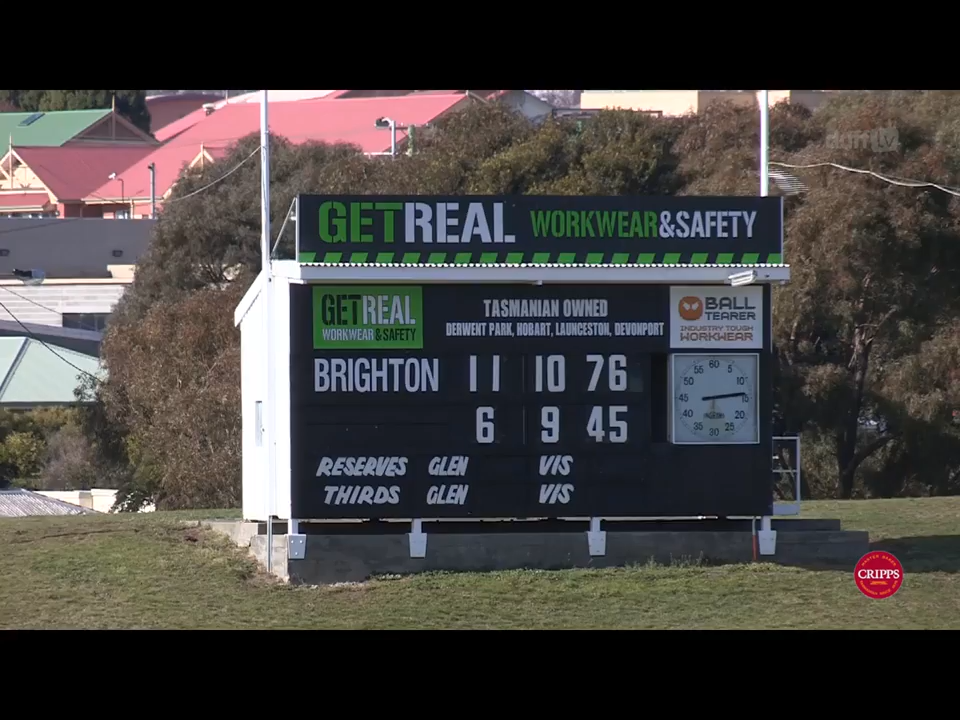 GETREAL WORKWEAR&SAFETY
GETREAL
WORKWEAR&SAFETY
TASMANIAN OWNED
DERWENT PARK, HOBART, LAUNCESTON, DEVONPORT
BALL TEARER
INDUSTRY TOUGH
WORKWEAR
BRIGHTON 11 10 76
6 9 45
60
5
10
15
20
25
30
35
40
45
50
55
RESERVES GLEN VIS
THIRDS GLEN VIS
CRIPPS